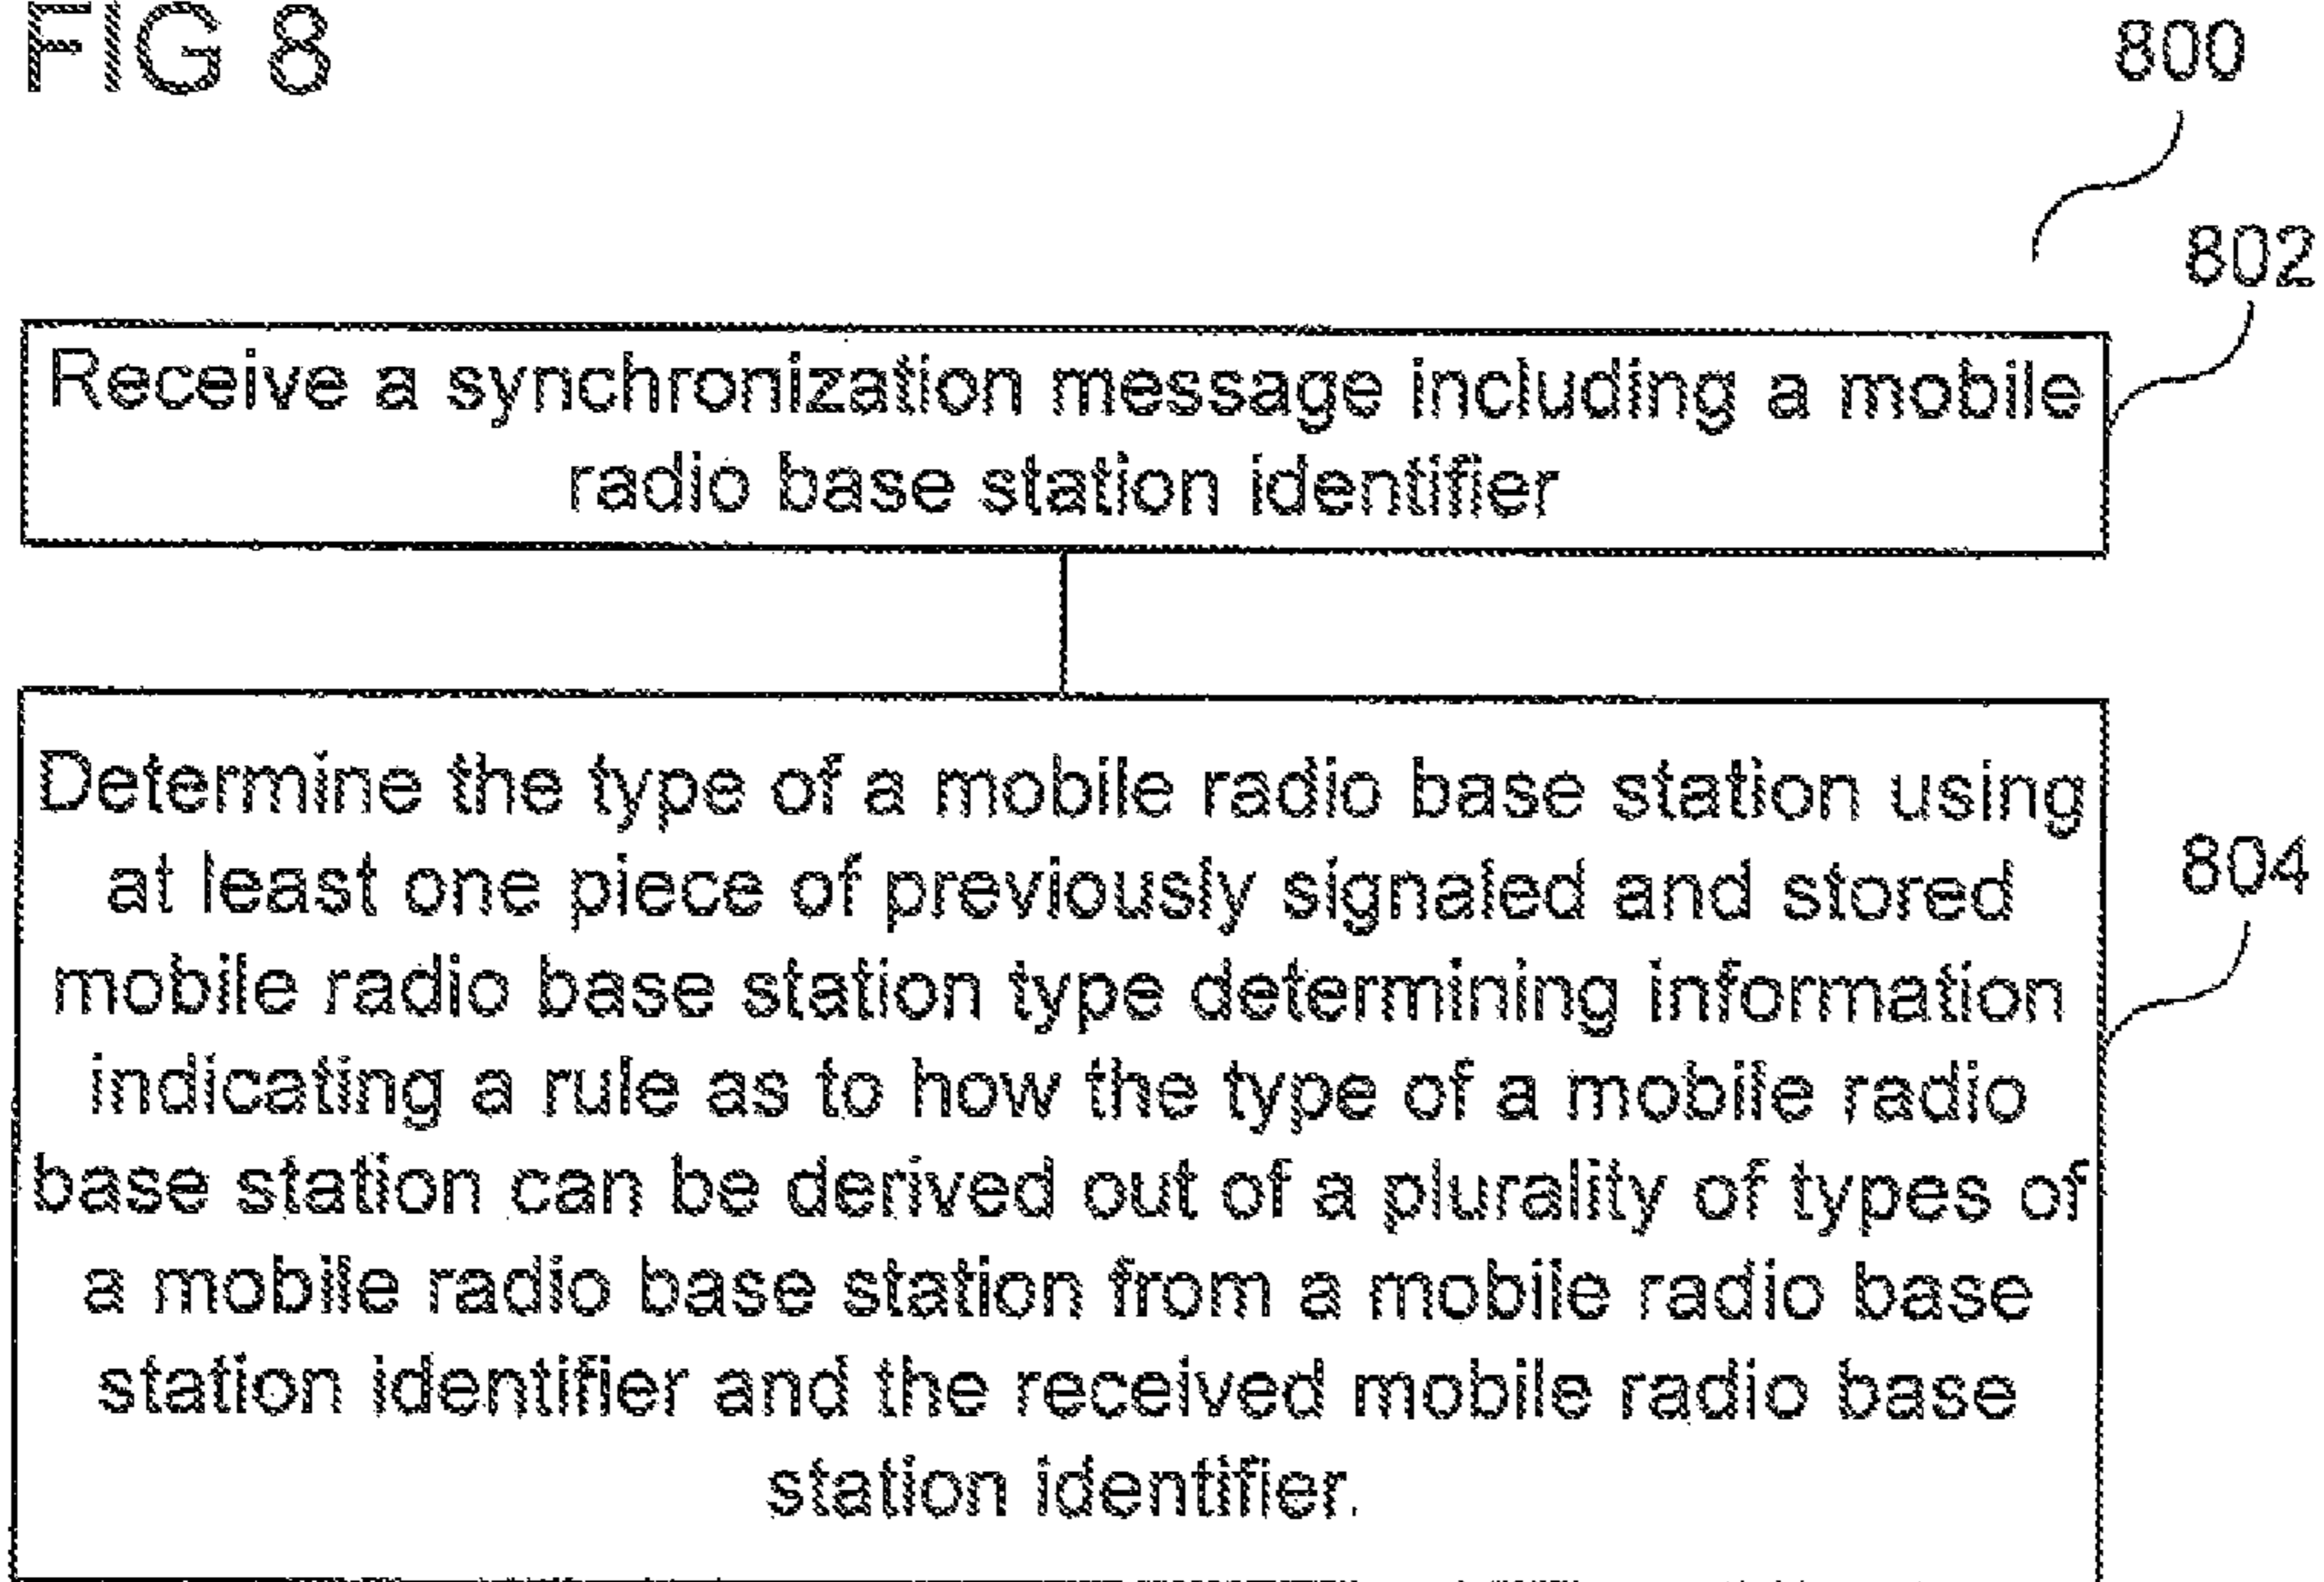 FIG 8
800
802
Receive a synchronization message including a mobile
radio base station identifier
Determine the type of a mobile radio base station using
at least one piece of previously signaled and stored
804
mobile radio base station type determining information
indicating a rule as to how the type of a mobile radio
base station can be derived out of a plurality of types of
a mobile radio base station from a mobile radio base
station identifier and the received mobile radio base
station identifier.